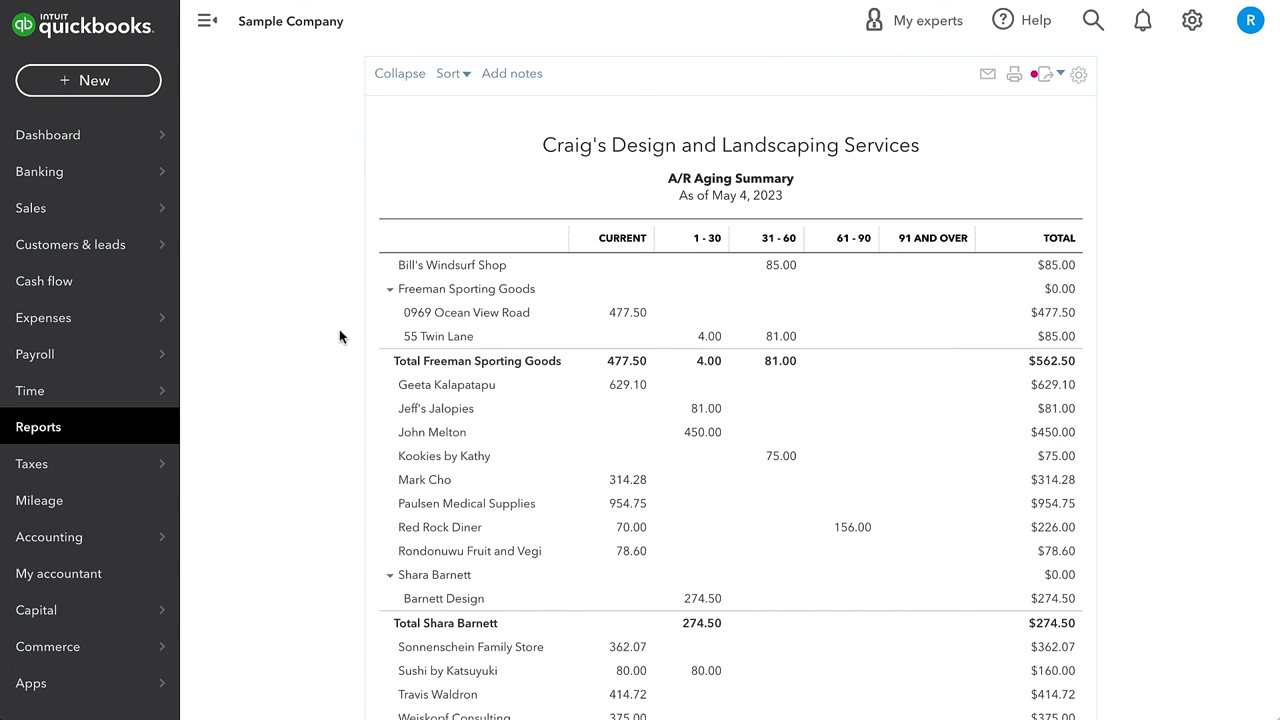 INTUIT
quickbooks.
Sample Company
My experts
Help
R
+ New
Dashboard
Banking
Sales
Customers & leads
Cash flow
Expenses
Payroll
Time
Reports
Taxes
Mileage
Accounting
My accountant
Capital
Commerce
Apps
Collapse Sort Add notes
Craig's Design and Landscaping Services
A/R Aging Summary
As of May 4, 2023
CURRENT 1 - 30 31 - 60 61 - 90 91 AND OVER TOTAL
Bill's Windsurf Shop 85.00 $85.00
Freeman Sporting Goods $0.00
0969 Ocean View Road 477.50 $477.50
55 Twin Lane 4.00 81.00 $85.00
Total Freeman Sporting Goods 477.50 4.00 81.00 $562.50
Geeta Kalapatapu 629.10 $629.10
Jeff's Jalopies 81.00 $81.00
John Melton 450.00 $450.00
Kookies by Kathy 75.00 $75.00
Mark Cho 314.28 $314.28
Paulsen Medical Supplies 954.75 $954.75
Red Rock Diner 70.00 156.00 $226.00
Rondonuwu Fruit and Vegi 78.60 $78.60
Shara Barnett $0.00
Barnett Design 274.50 $274.50
Total Shara Barnett 274.50 $274.50
Sonnenschein Family Store 362.07 $362.07
Sushi by Katsuyuki 80.00 80.00 $160.00
Travis Waldron 414.72 $414.72
Weiskopf Consulting 375.00 $375.00